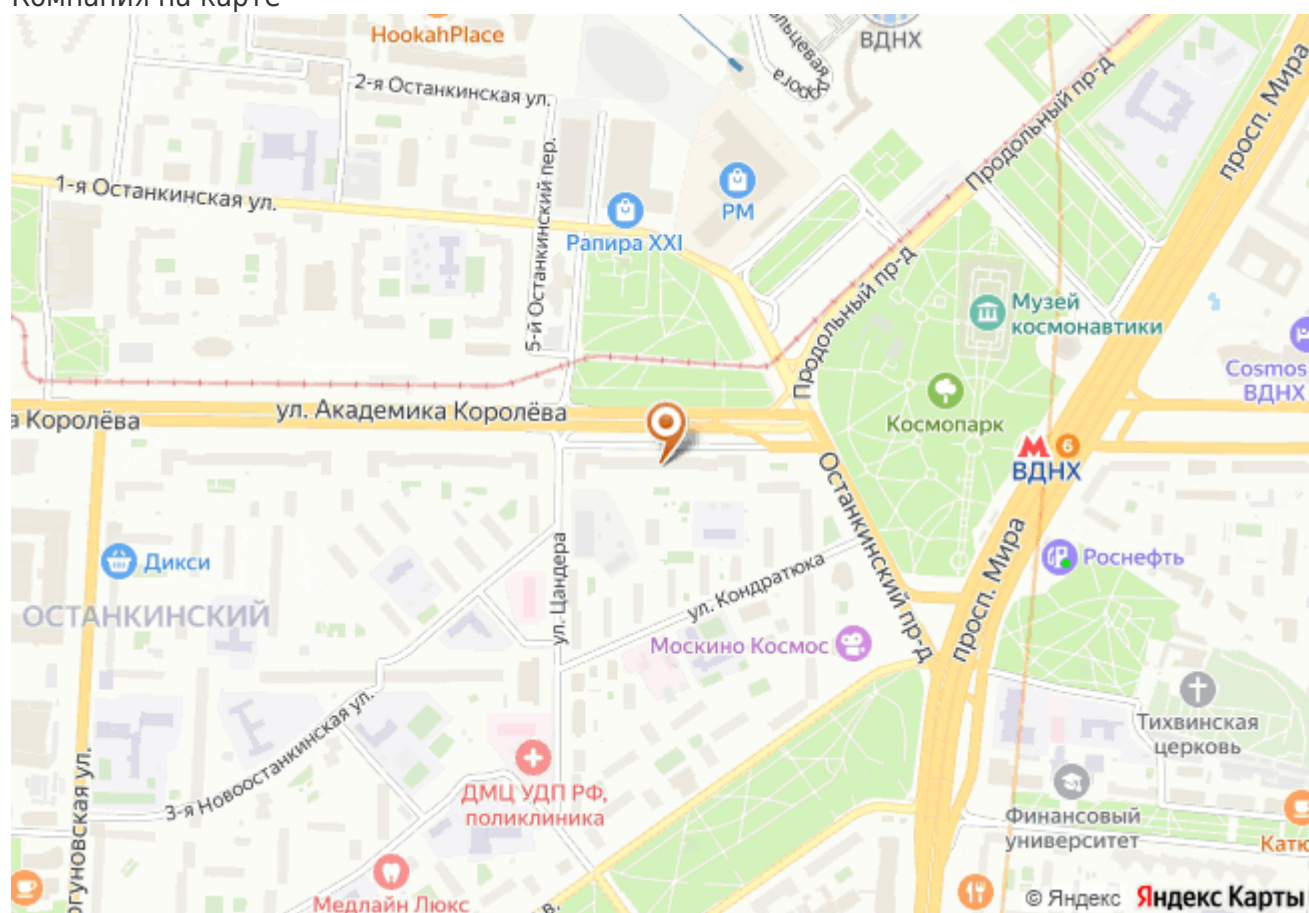 Компания на карте
HookahPlace
ВДНХ
2-я Останкинская ул.
Продольный пр-д
просп. Мира
1-я Останкинская ул.
5-й Останкинский пер.
РМ
Рапира XXI
Продольный пр-д
Музей
космонавтики
Cosmos
ВДНХ
ул. Академика Королёва
а Королёва
Космопарк
6
ВДНХ
Останкинский пр-д
Дикси
ул. Цандера
ул. Кондратюка
просп. Мира
Роснефть
ОСТАНКИНСКИЙ
Москино Космос
Тихвинская
церковь
3-я Новоостанкинская ул.
ДМЦ УДП РФ,
поликлиника
Финансовый
университет
Медлайн Люкс
© Яндекс Яндекс Карты